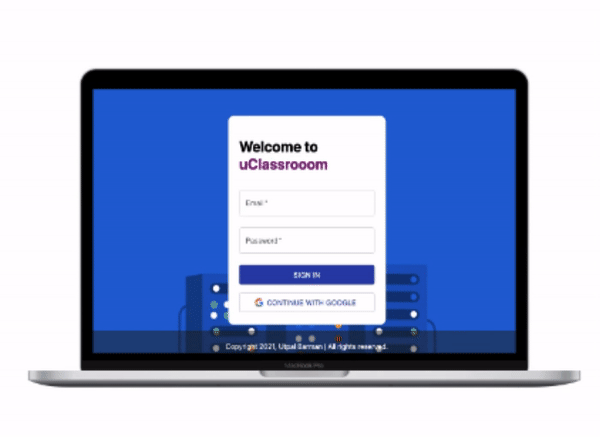 Welcome to
uClassrooom
Email *
Password *
SIGN IN
CONTINUE WITH GOOGLE
Copyright 2021, Utpal Barman | All rights reserved.
MacBook Pro